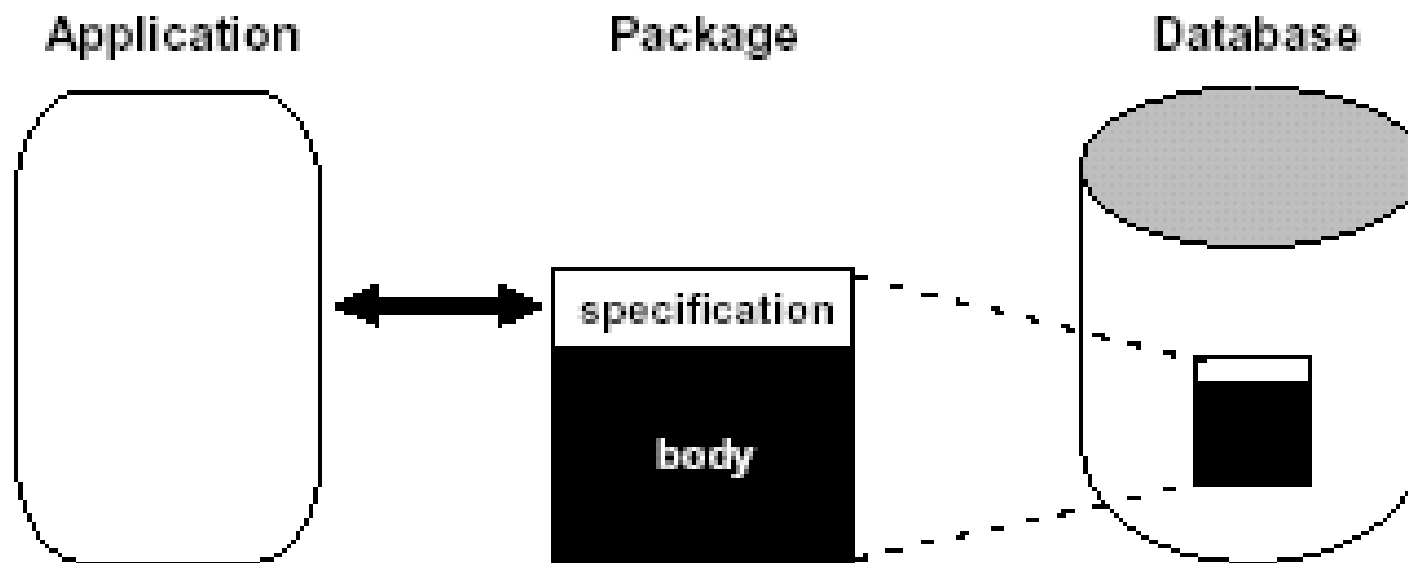 Application
Package
Database
specification
body